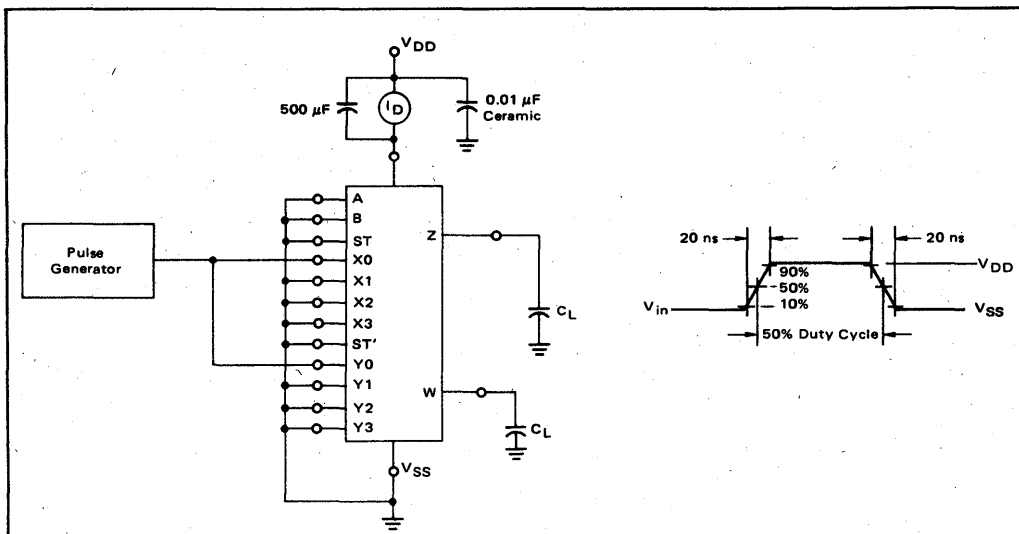 VDD
500 μF
ID
0.01 μF
Ceramic
Pulse
Generator
A
B
ST
X0
X1
X2
X3
ST'
Y0
Y1
Y2
Y3
Z
W
CL
CL
VSS
20 ns
20 ns
90%
50%
10%
VDD
Vin
VSS
50% Duty Cycle